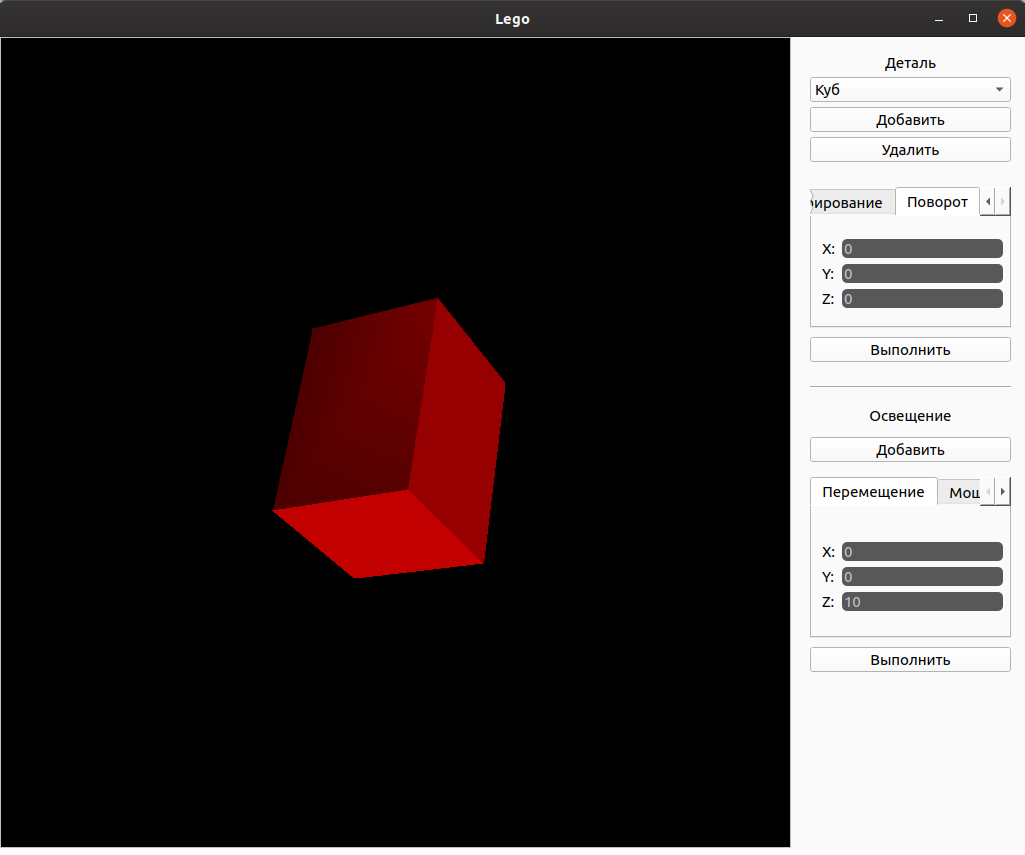 Lego
Деталь
Куб
Добавить
Удалить
ирование Поворот
X: 0
Y: 0
Z: 0
Выполнить
Освещение
Добавить
Перемещение Мощ
X: 0
Y: 0
Z: 10
Выполнить